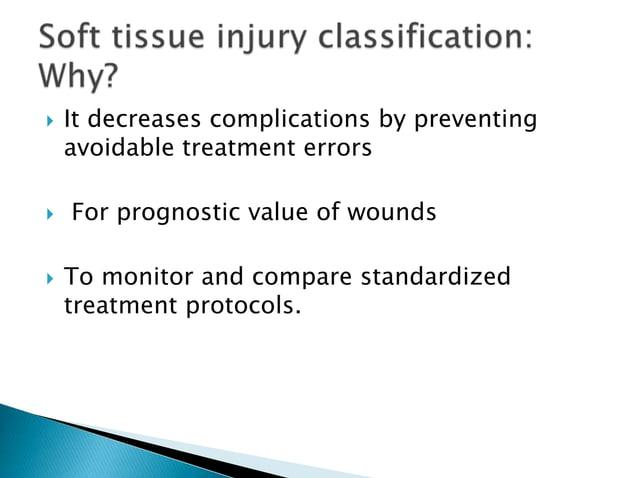 Soft tissue injury classification:
Why?
It decreases complications by preventing
avoidable treatment errors
For prognostic value of wounds
To monitor and compare standardized
treatment protocols.